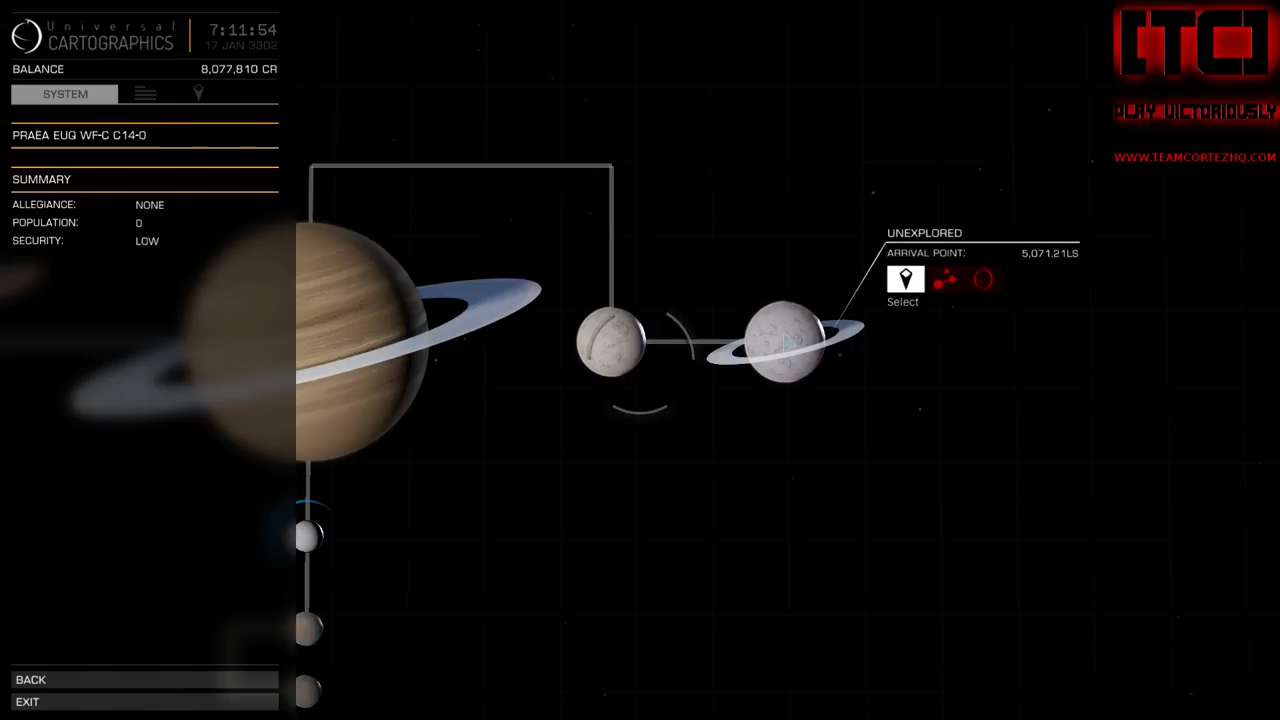 Universal
CARTOGRAPHICS
7:11:54
17 JAN 3302
BALANCE 8,077,810 CR
SYSTEM
PRAEA EUQ WF-C C14-0
SUMMARY
ALLEGIANCE: NONE
POPULATION: 0
SECURITY: LOW
BACK
EXIT
UNEXPLORED
ARRIVAL POINT: 5,071.21LS
Select
ITC
PLAY VICTORIOUSLY
WWW.TEAMCORTEZHQ.COM